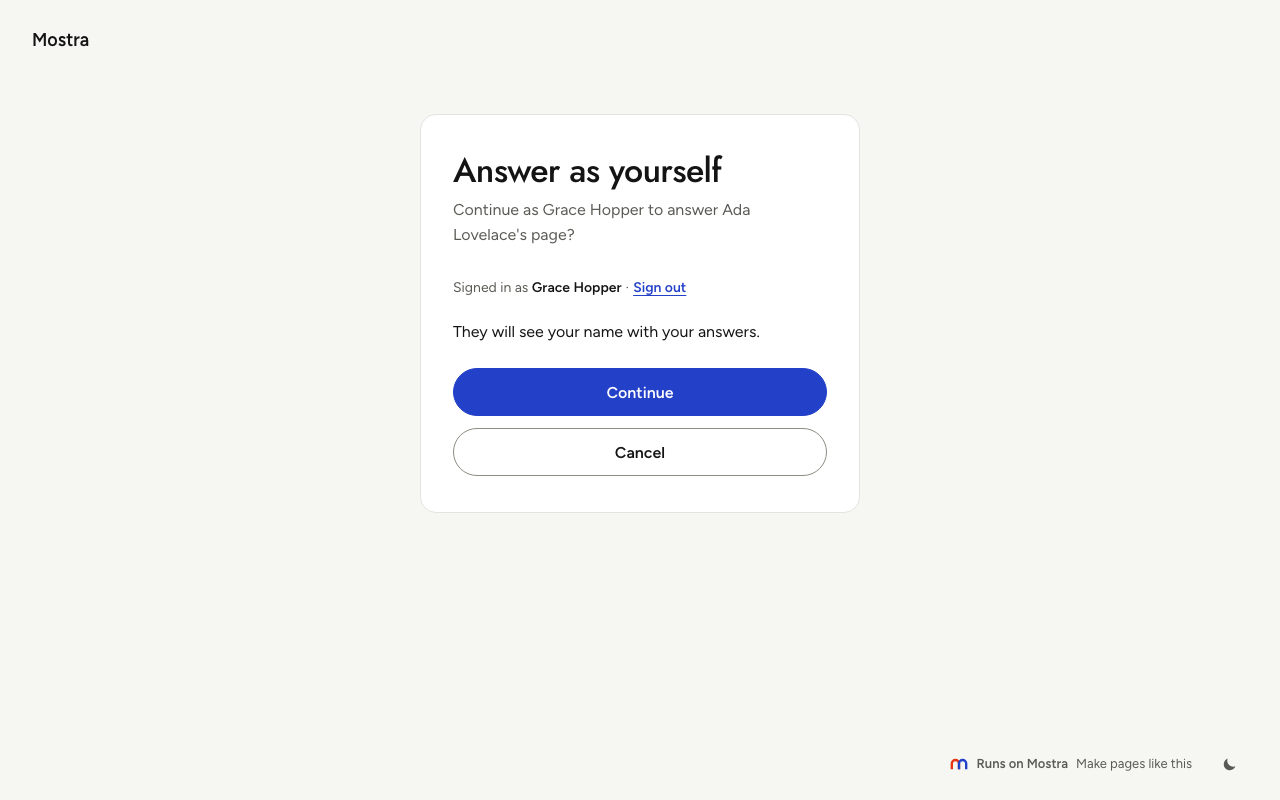 Mostra
Answer as yourself
Continue as Grace Hopper to answer Ada
Lovelace's page?
Signed in as Grace Hopper · Sign out
They will see your name with your answers.
Continue
Cancel
Runs on Mostra Make pages like this